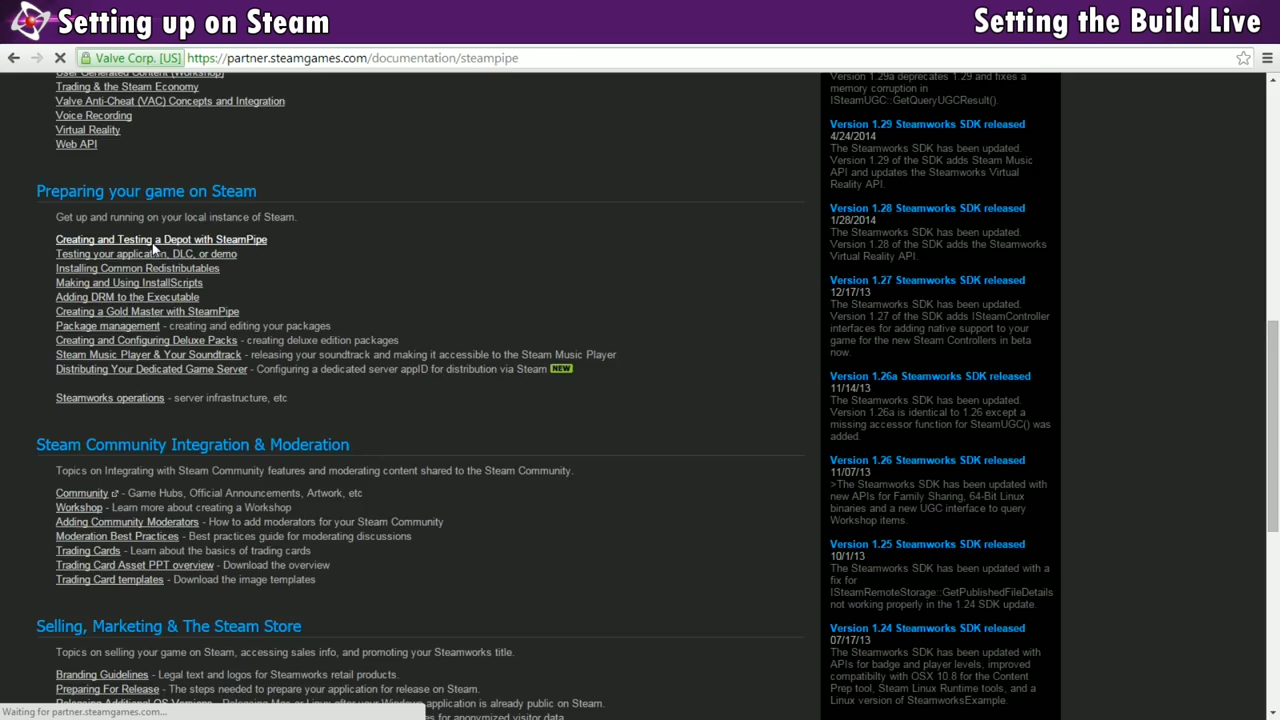 Setting up on Steam
Setting the Build Live
Valve Corp. [US]
https://partner.steamgames.com/documentation/steampipe
User Generated Content (Workshop)
Trading & the Steam Economy
Valve Anti-Cheat (VAC) Concepts and Integration
Voice Recording
Virtual Reality
Web API
Preparing your game on Steam
Get up and running on your local instance of Steam.
Creating and Testing a Depot with SteamPipe
Testing your application, DLC, or demo
Installing Common Redistributables
Making and Using InstallScripts
Adding DRM to the Executable
Creating a Gold Master with SteamPipe
Package management - creating and editing your packages
Creating and Configuring Deluxe Packs - creating deluxe edition packages
Steam Music Player & Your Soundtrack - releasing your soundtrack and making it accessible to the Steam Music Player
Distributing Your Dedicated Game Server - Configuring a dedicated server appID for distribution via Steam NEW
Steamworks operations - server infrastructure, etc
Steam Community Integration & Moderation
Topics on Integrating with Steam Community features and moderating content shared to the Steam Community.
Community - Game Hubs, Official Announcements, Artwork, etc
Workshop - Learn more about creating a Workshop
Adding Community Moderators - How to add moderators for your Steam Community
Moderation Best Practices - Best practices guide for moderating discussions
Trading Cards - Learn about the basics of trading cards
Trading Card Asset PPT overview - Download the overview
Trading Card templates - Download the image templates
Selling, Marketing & The Steam Store
Topics on selling your game on Steam, accessing sales info, and promoting your Steamworks title.
Branding Guidelines - Legal text and logos for Steamworks retail products.
Preparing For Release - The steps needed to prepare your application for release on Steam.
Releasing Additional OS Versions - Releasing Mac or Linux after your Windows application is already public on Steam.
for anonymized visitor data
Waiting for partner.steamgames.com...
Version 1.29a deprecates 1.29 and fixes a
memory corruption in
ISteamUGC::GetQueryUGCResult().
Version 1.29 Steamworks SDK released
4/24/2014
The Steamworks SDK has been updated.
Version 1.29 of the SDK adds Steam Music
API and updates the Steamworks Virtual
Reality API.
Version 1.28 Steamworks SDK released
1/28/2014
The Steamworks SDK has been updated.
Version 1.28 of the SDK adds the Steamworks
Virtual Reality API.
Version 1.27 Steamworks SDK released
12/17/13
The Steamworks SDK has been updated.
Version 1.27 of the SDK adds ISteamController
interfaces for adding native support to your
game for the new Steam Controllers in beta
now.
Version 1.26a Steamworks SDK released
11/14/13
The Steamworks SDK has been updated.
Version 1.26a is identical to 1.26 except a
missing accessor function for SteamUGC() was
added.
Version 1.26 Steamworks SDK released
11/07/13
>The Steamworks SDK has been updated with
new APIs for Family Sharing, 64-Bit Linux
binaries and a new UGC interface to query
Workshop items.
Version 1.25 Steamworks SDK released
10/1/13
The Steamworks SDK has been updated with a
fix for
ISteamRemoteStorage::GetPublishedFileDetails
not working properly in the 1.24 SDK update.
Version 1.24 Steamworks SDK released
07/17/13
The Steamworks SDK has been updated with
APIs for badge and player levels, improved
compatibilty with OSX 10.8 for the Content
Prep tool, Steam Linux Runtime tools, and a
Linux version of SteamworksExample.